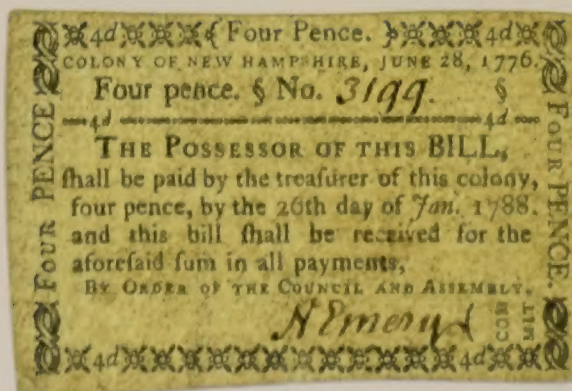 4d { Four Pence. } 4d
COLONY OF NEW HAMPSHIRE, JUNE 28, 1776.
Four pence. § No. 3199. §
4d 4d
THE POSSESSOR OF THIS BILL,
ſhall be paid by the treaſurer of this colony,
four pence, by the 26th day of Jan. 1788.
and this bill ſhall be received for the
aforeſaid ſum in all payments,
BY ORDER OF THE COUNCIL AND ASSEMBLY.
N Emery } COM
MIT
4d 4d
FOUR PENCE
FOUR PENCE.